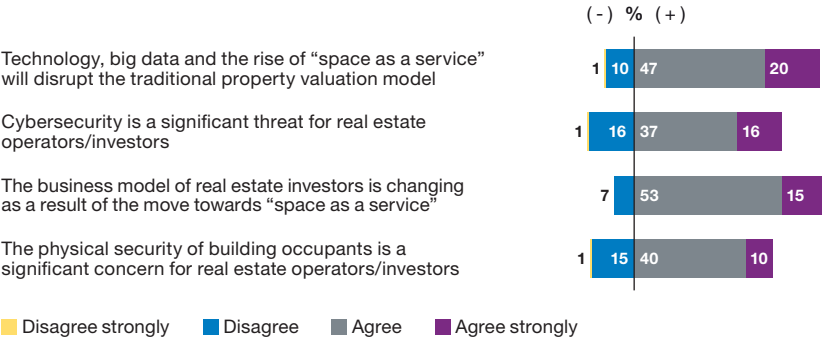 (-) % (+)
Technology, big data and the rise of “space as a service”
will disrupt the traditional property valuation model
1 10 47 20
Cybersecurity is a significant threat for real estate
operators/investors
1 16 37 16
The business model of real estate investors is changing
as a result of the move towards “space as a service”
7 53 15
The physical security of building occupants is a
significant concern for real estate operators/investors
1 15 40 10
Disagree strongly Disagree Agree Agree strongly